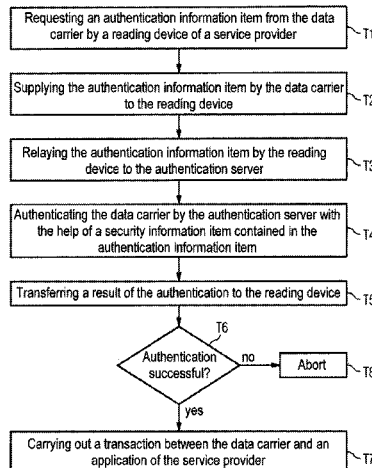 Requesting an authentication information item from the data
carrier by a reading device of a service provider
T1
Supplying the authentication information item by the data carrier
to the reading device
T2
Relaying the authentication information item by the reading
device to the authentication server
T3
Authenticating the data carrier by the authentication server with
the help of a security information item contained in the
authentication information item
T4
Transferring a result of the authentication to the reading device
T5
T6
Authentication
successful?
no
Abort
T8
yes
Carrying out a transaction between the data carrier and an
application of the service provider
T7